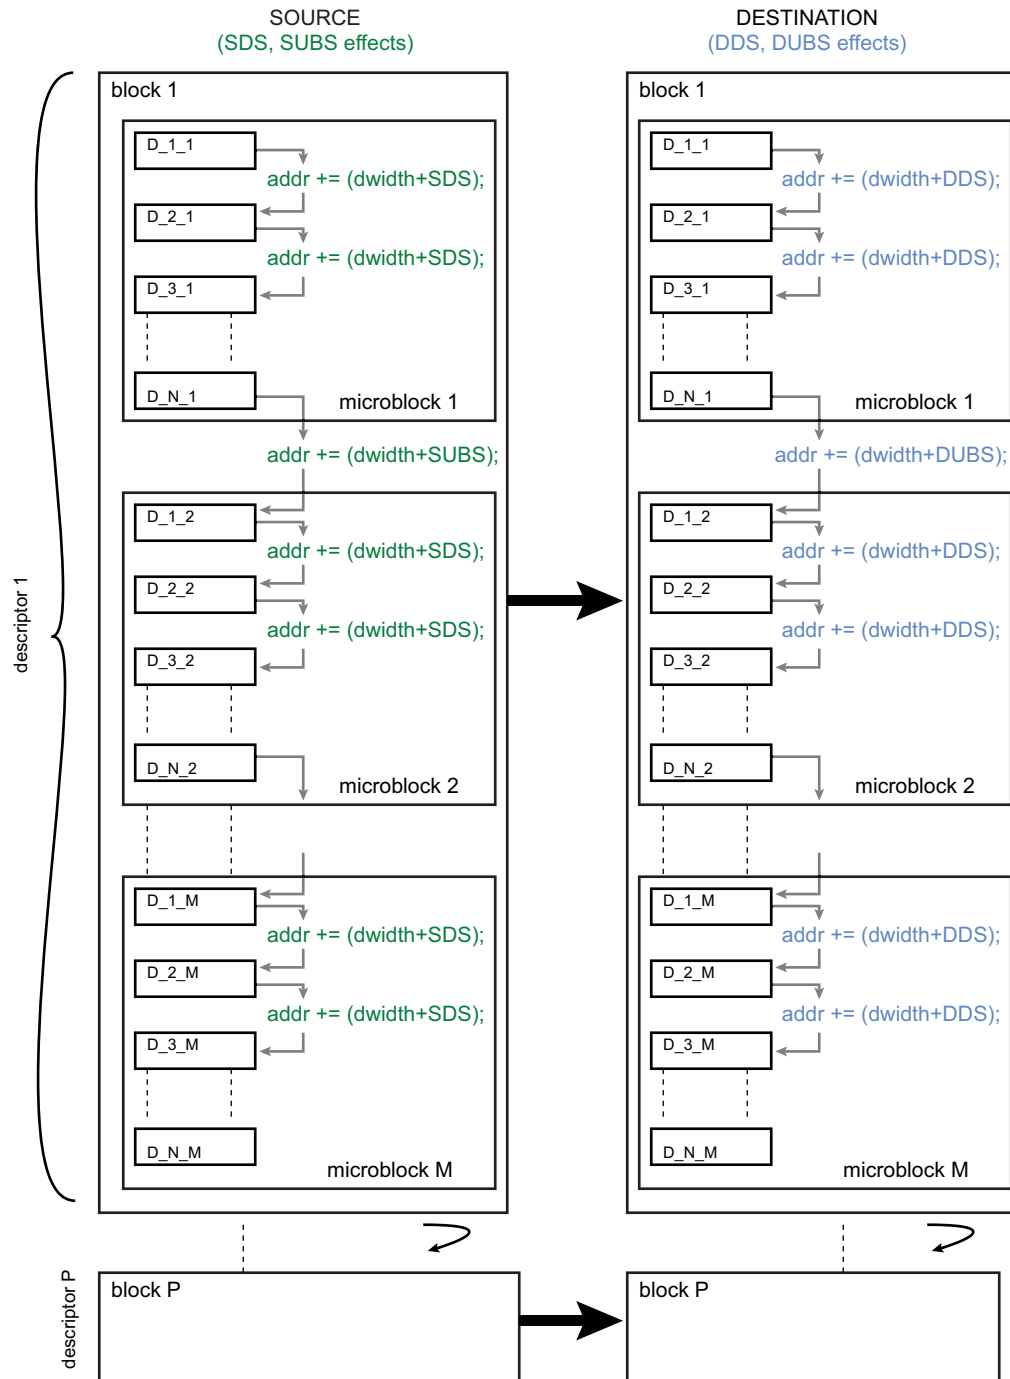 SOURCE
(SDS, SUBS effects)
DESTINATION
(DDS, DUBS effects)
descriptor 1
block 1
D_1_1
addr += (dwidth+SDS);
D_2_1
addr += (dwidth+SDS);
D_3_1
D_N_1
microblock 1
addr += (dwidth+SUBS);
D_1_2
addr += (dwidth+SDS);
D_2_2
addr += (dwidth+SDS);
D_3_2
D_N_2
microblock 2
D_1_M
addr += (dwidth+SDS);
D_2_M
addr += (dwidth+SDS);
D_3_M
D_N_M
microblock M
block 1
D_1_1
addr += (dwidth+DDS);
D_2_1
addr += (dwidth+DDS);
D_3_1
D_N_1
microblock 1
addr += (dwidth+DUBS);
D_1_2
addr += (dwidth+DDS);
D_2_2
addr += (dwidth+DDS);
D_3_2
D_N_2
microblock 2
D_1_M
addr += (dwidth+DDS);
D_2_M
addr += (dwidth+DDS);
D_3_M
D_N_M
microblock M
descriptor P
block P
block P